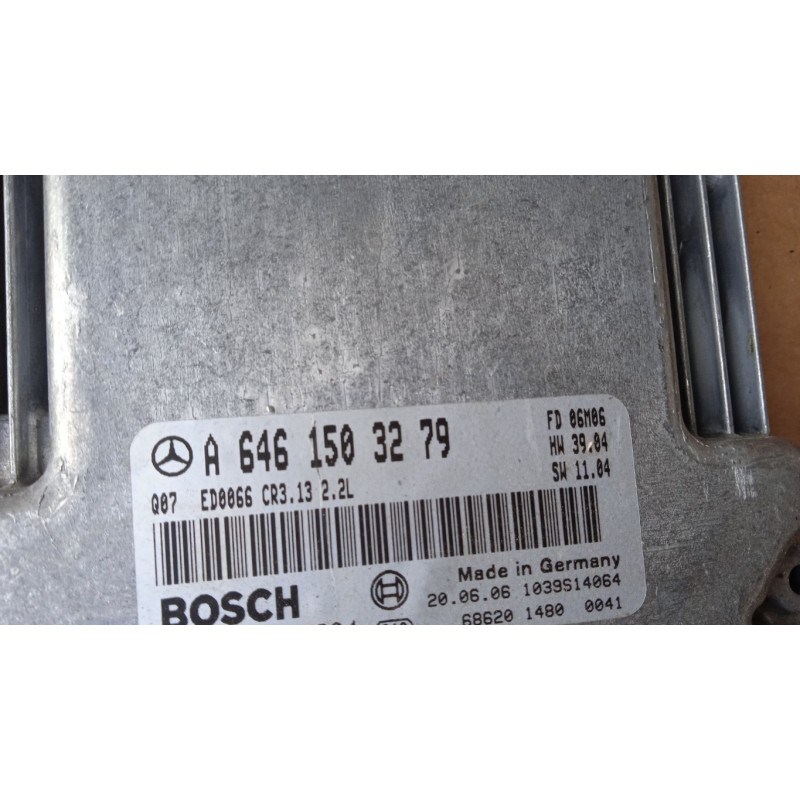 A 646 150 32 79
FD 06M06
HW 39.04
SW 11.04
Q07 ED0066 CR3.13 2.2L
Made in Germany
BOSCH
20.06.06 1039S14064
68620 1480 0041